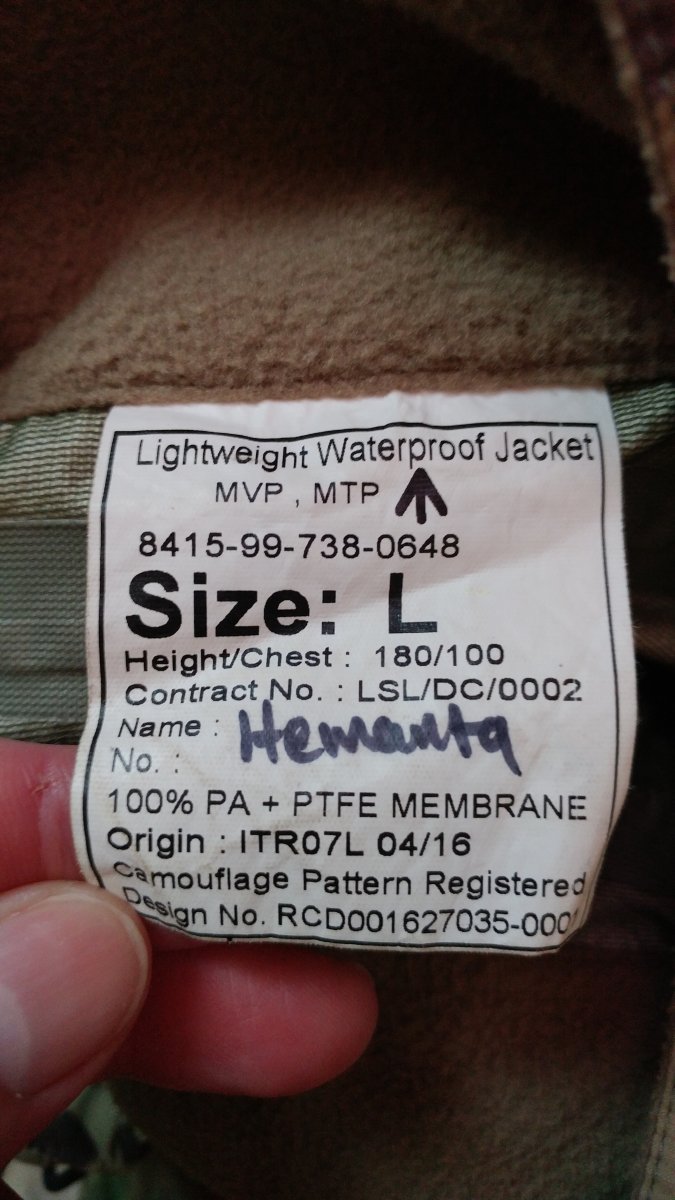 Lightweight Waterproof Jacket
MVP , MTP
8415-99-738-0648
Size: L
Height/Chest : 180/100
Contract No. : LSL/DC/0002
Name : Hemanta
No. :
100% PA + PTFE MEMBRANE
Origin : ITR07L 04/16
Camouflage Pattern Registered
Design No. RCD001627035-0001